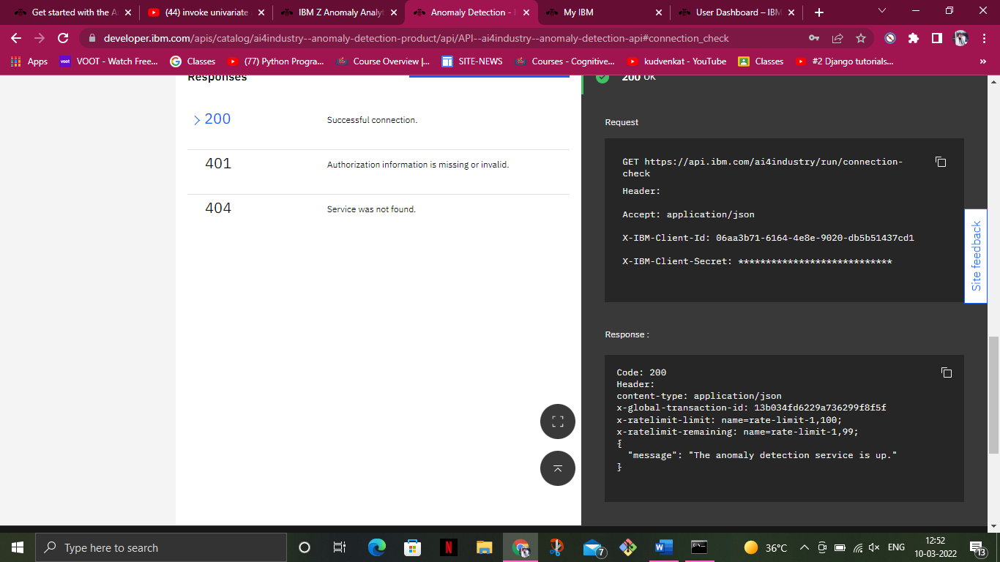 Get started with the A
(44) invoke univariate
IBM Z Anomaly Analyt
Anomaly Detection - I
My IBM
User Dashboard – IBM
developer.ibm.com/apis/catalog/ai4industry--anomaly-detection-product/api/API--ai4industry--anomaly-detection-api#connection_check
Apps
voot
VOOT - Watch Free...
Classes
(77) Python Progra...
Course Overview |...
SITE-NEWS
Courses - Cognitive...
kudvenkat - YouTube
Classes
#2 Django tutorials...
»
Responses
200
Successful connection.
401
Authorization information is missing or invalid.
404
Service was not found.
200 OK
Request
GET https://api.ibm.com/ai4industry/run/connection-
check
Header:
Accept: application/json
X-IBM-Client-Id: 06aa3b71-6164-4e8e-9020-db5b51437cd1
X-IBM-Client-Secret: ****************************
Site feedback
Response :
Code: 200
Header:
content-type: application/json
x-global-transaction-id: 13b034fd6229a736299f8f5f
x-ratelimit-limit: name=rate-limit-1,100;
x-ratelimit-remaining: name=rate-limit-1,99;
{
"message": "The anomaly detection service is up."
}
Type here to search
N
7
W
36°C
ENG
12:52
10-03-2022
13